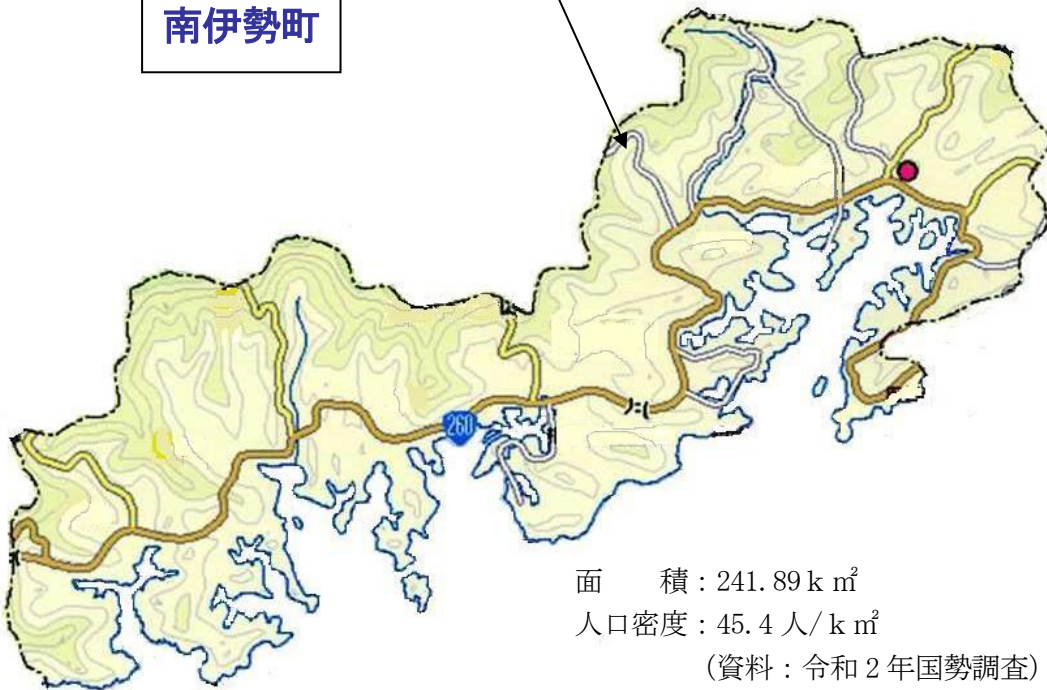 南伊勢町
260
面　　積：241.89ｋ㎡
人口密度：45.4 人/ｋ㎡
（資料：令和２年国勢調査）